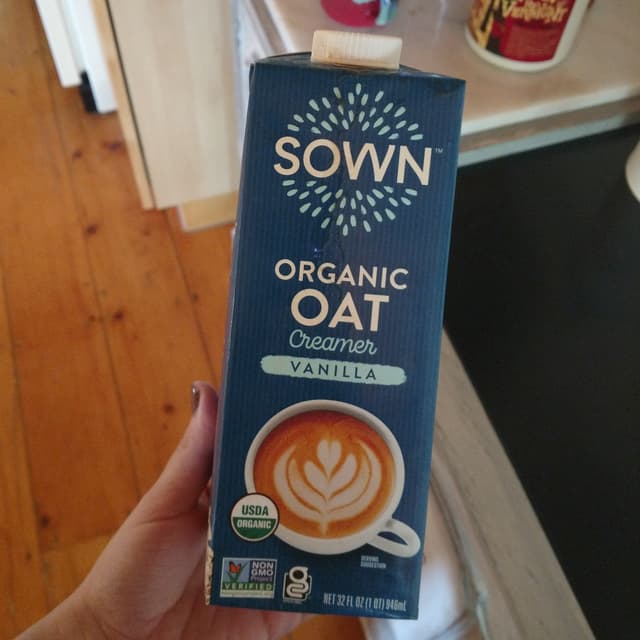 SOWN™
ORGANIC
OAT
Creamer
VANILLA
USDA
ORGANIC
NON
GMO
Project
VERIFIED
SERVING
SUGGESTION
NET 32 FL OZ (1 QT) 946mL